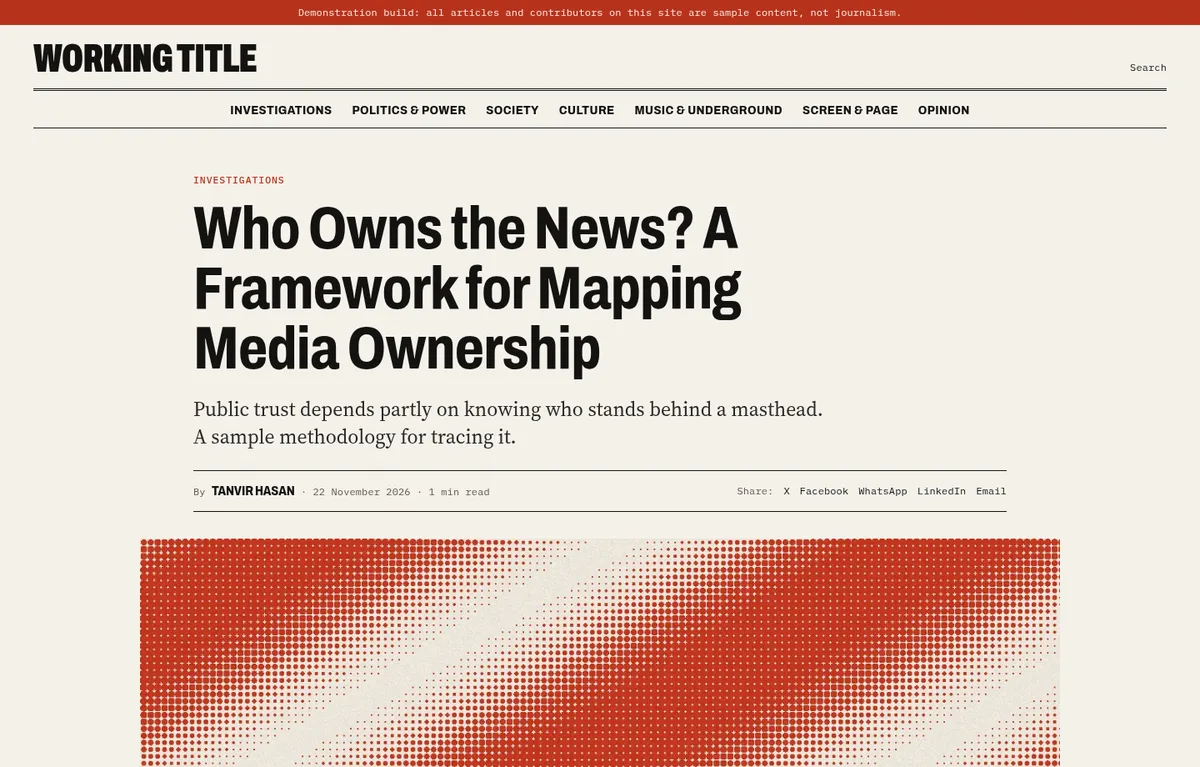 Demonstration build: all articles and contributors on this site are sample content, not journalism.
WORKING TITLE
Search
INVESTIGATIONS POLITICS & POWER SOCIETY CULTURE MUSIC & UNDERGROUND SCREEN & PAGE OPINION
INVESTIGATIONS
Who Owns the News? A
Framework for Mapping
Media Ownership
Public trust depends partly on knowing who stands behind a masthead.
A sample methodology for tracing it.
By TANVIR HASAN · 22 November 2026 · 1 min read
Share: X Facebook WhatsApp LinkedIn Email